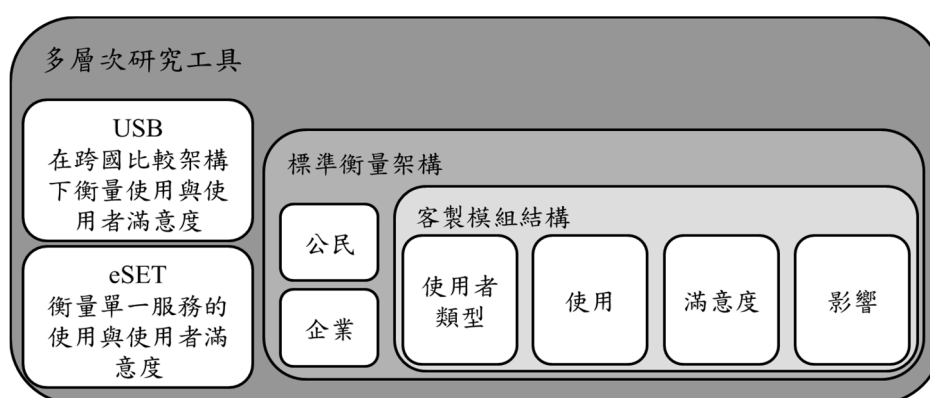 多層次研究工具
USB
在跨國比較架構
下衡量使用與使
用者滿意度
eSET
衡量單一服務的
使用與使用者滿
意度
標準衡量架構
公民
企業
客製模組結構
使用者
類型
使用
滿意度
影響